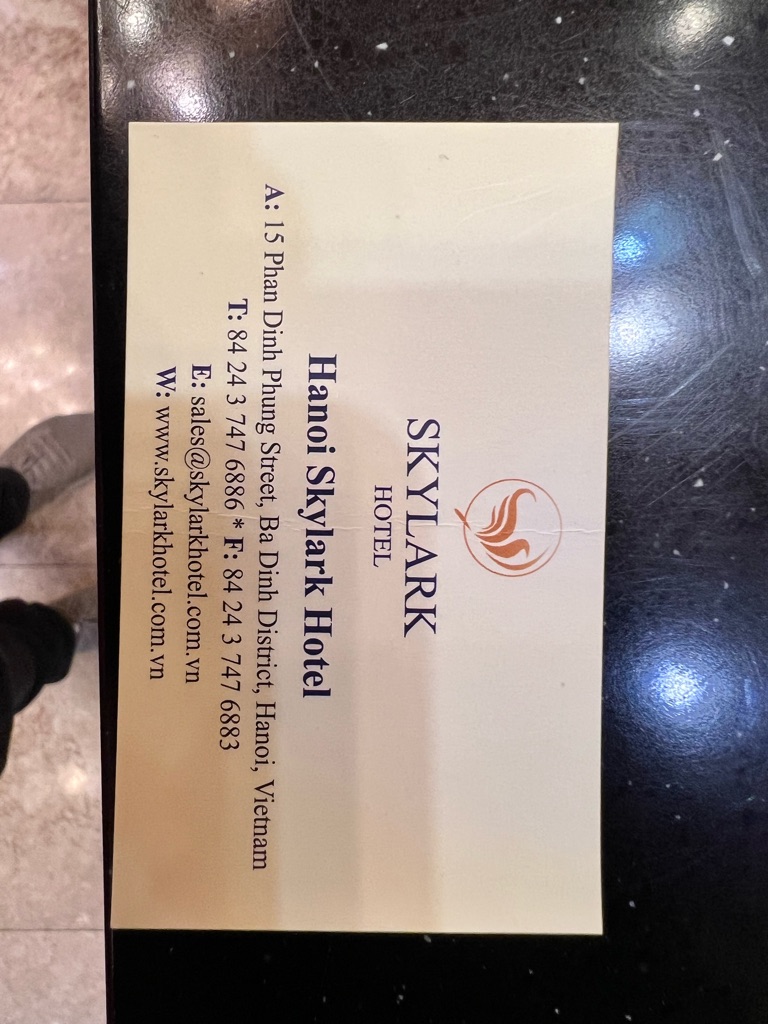 SKYLARK
HOTEL
Hanoi Skylark Hotel
A: 15 Phan Dinh Phung Street, Ba Dinh District, Hanoi, Vietnam
T: 84 24 3 747 6886 * F: 84 24 3 747 6883
E: sales@skylarkhotel.com.vn
W: www.skylarkhotel.com.vn